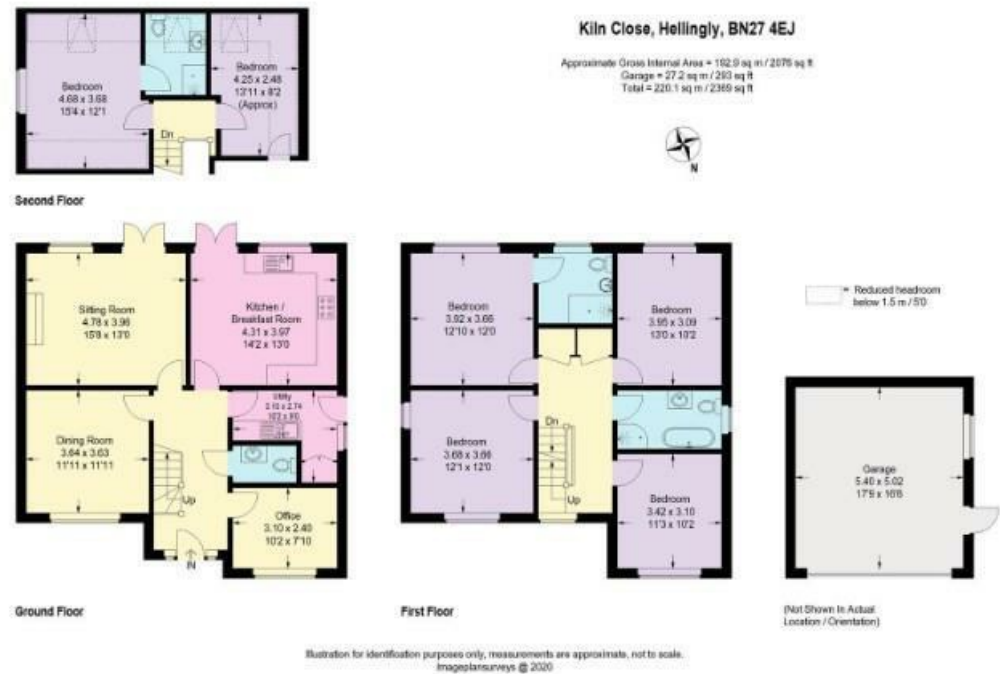 Kiln Close, Hellingly, BN27 4EJ
Approximate Gross Internal Area = 192.9 sq m / 2076 sq ft
Garage = 27.2 sq m / 293 sq ft
Total = 220.1 sq m / 2369 sq ft
N
Bedroom
4.68 x 3.68
15'4 x 12'1
Bedroom
4.25 x 2.48
13'11 x 8'2
(Approx)
Dn
Second Floor
Sitting Room
4.78 x 3.96
15'8 x 13'0
Kitchen /
Breakfast Room
4.31 x 3.97
14'2 x 13'0
Utility
Dining Room
3.64 x 3.63
11'11 x 11'11
Up
Office
3.10 x 2.40
10'2 x 7'10
IN
Ground Floor
Bedroom
3.92 x 3.66
12'10 x 12'0
Bedroom
3.95 x 3.09
13'0 x 10'2
Bedroom
3.68 x 3.66
12'1 x 12'0
Dn
Up
Bedroom
3.42 x 3.10
11'3 x 10'2
First Floor
= Reduced headroom
below 1.5 m / 5'0
Garage
5.40 x 5.02
17'9 x 16'6
(Not Shown In Actual
Location / Orientation)
Illustration for identification purposes only, measurements are approximate, not to scale.
Imageplansurveys @ 2020